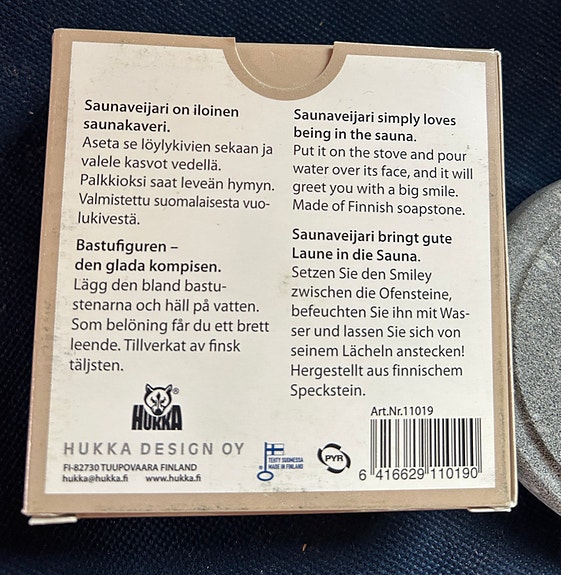 Saunaveijari on iloinen
saunakaveri.
Aseta se löylykivien sekaan ja
valele kasvot vedellä.
Palkkioksi saat leveän hymyn.
Valmistettu suomalaisesta vuo-
lukivestä.
Bastufiguren –
den glada kompisen.
Lägg den bland bastu-
stenarna och häll på vatten.
Som belöning får du ett brett
leende. Tillverkat av finsk
täljsten.
Saunaveijari simply loves
being in the sauna.
Put it on the stove and pour
water over its face, and it will
greet you with a big smile.
Made of Finnish soapstone.
Saunaveijari bringt gute
Laune in die Sauna.
Setzen Sie den Smiley
zwischen die Ofensteine,
befeuchten Sie ihn mit Was-
ser und lassen Sie sich von
seinem Lächeln anstecken!
Hergestellt aus finnischem
Speckstein.
HUKKA®
HUKKA DESIGN OY
FI-82730 TUUPOVAARA FINLAND
hukka@hukka.fi www.hukka.fi
TEHTY SUOMESSA
MADE IN FINLAND
PYR
Art.Nr.11019
6 416629 110190